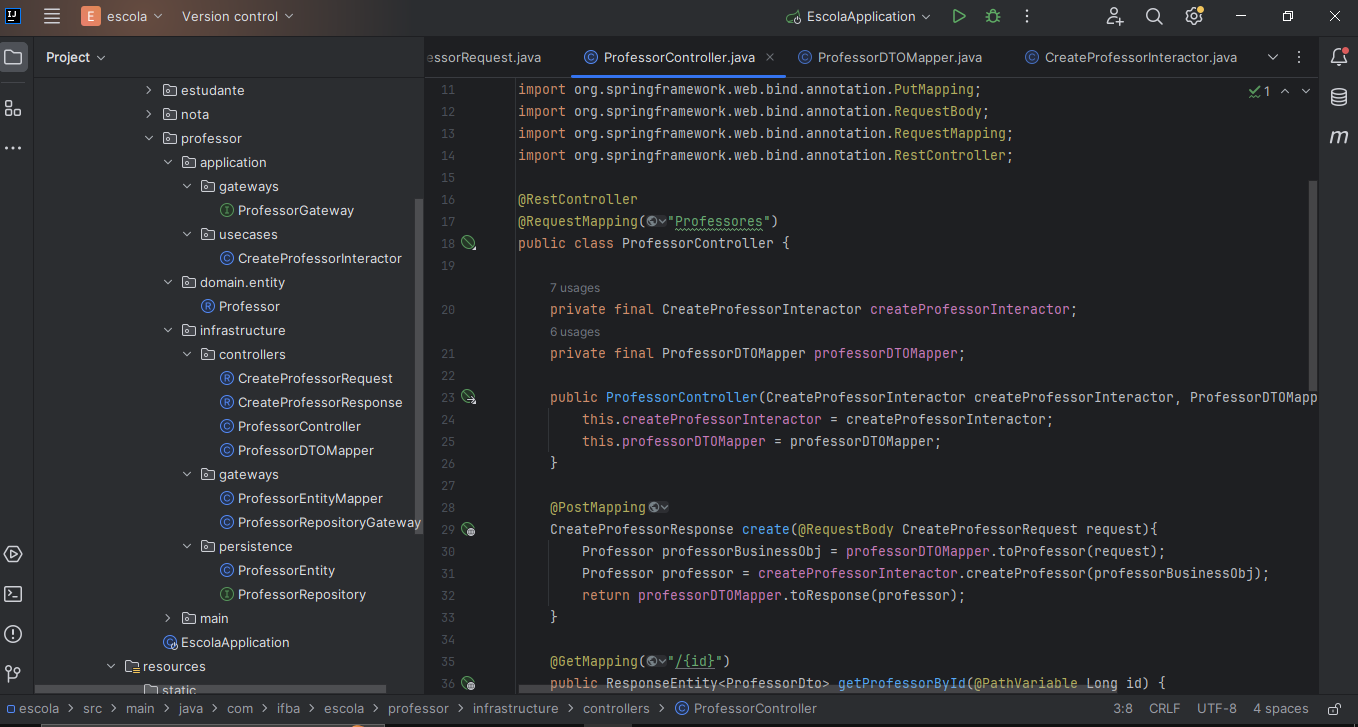 escola
Version control
EscolaApplication
Project
essorRequest.java
ProfessorController.java
ProfessorDTOMapper.java
CreateProfessorInteractor.java
estudante
nota
professor
application
gateways
ProfessorGateway
usecases
CreateProfessorInteractor
domain.entity
Professor
infrastructure
controllers
CreateProfessorRequest
CreateProfessorResponse
ProfessorController
ProfessorDTOMapper
gateways
ProfessorEntityMapper
ProfessorRepositoryGateway
persistence
ProfessorEntity
ProfessorRepository
main
EscolaApplication
resources
static
1
11 import org.springframework.web.bind.annotation.PutMapping;
12 import org.springframework.web.bind.annotation.RequestBody;
13 import org.springframework.web.bind.annotation.RequestMapping;
14 import org.springframework.web.bind.annotation.RestController;
15
16 @RestController
17 @RequestMapping("Professores")
18 public class ProfessorController {
19
7 usages
20 private final CreateProfessorInteractor createProfessorInteractor;
6 usages
21 private final ProfessorDTOMapper professorDTOMapper;
22
23 public ProfessorController(CreateProfessorInteractor createProfessorInteractor, ProfessorDTOMapp
24 this.createProfessorInteractor = createProfessorInteractor;
25 this.professorDTOMapper = professorDTOMapper;
26 }
27
28 @PostMapping
29 CreateProfessorResponse create(@RequestBody CreateProfessorRequest request){
30 Professor professorBusinessObj = professorDTOMapper.toProfessor(request);
31 Professor professor = createProfessorInteractor.createProfessor(professorBusinessObj);
32 return professorDTOMapper.toResponse(professor);
33 }
34
35 @GetMapping("/{id}")
36 public ResponseEntity<ProfessorDto> getProfessorById(@PathVariable Long id) {
escola > src > main > java > com > ifba > escola > professor > infrastructure > controllers > ProfessorController
3:8 CRLF UTF-8 4 spaces